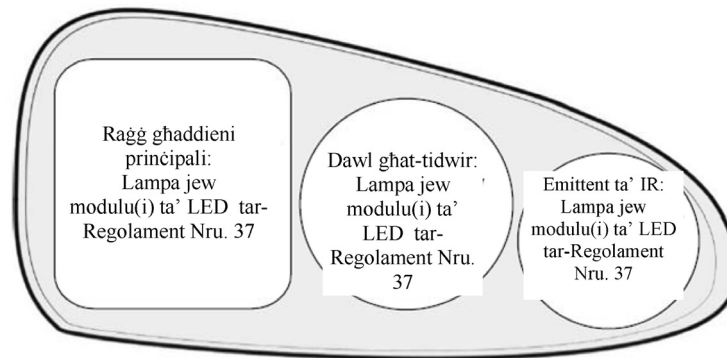 Raġġ għaddieni
prinċipali:
Lampa jew
modulu(i) ta’ LED tar-
Regolament Nru. 37
Dawl għat-tidwir:
Lampa jew
modulu(i) ta’
LED tar-
Regolament Nru.
37
Emittent ta’ IR:
Lampa jew
modulu(i) ta’ LED
tar-Regolament
Nru. 37